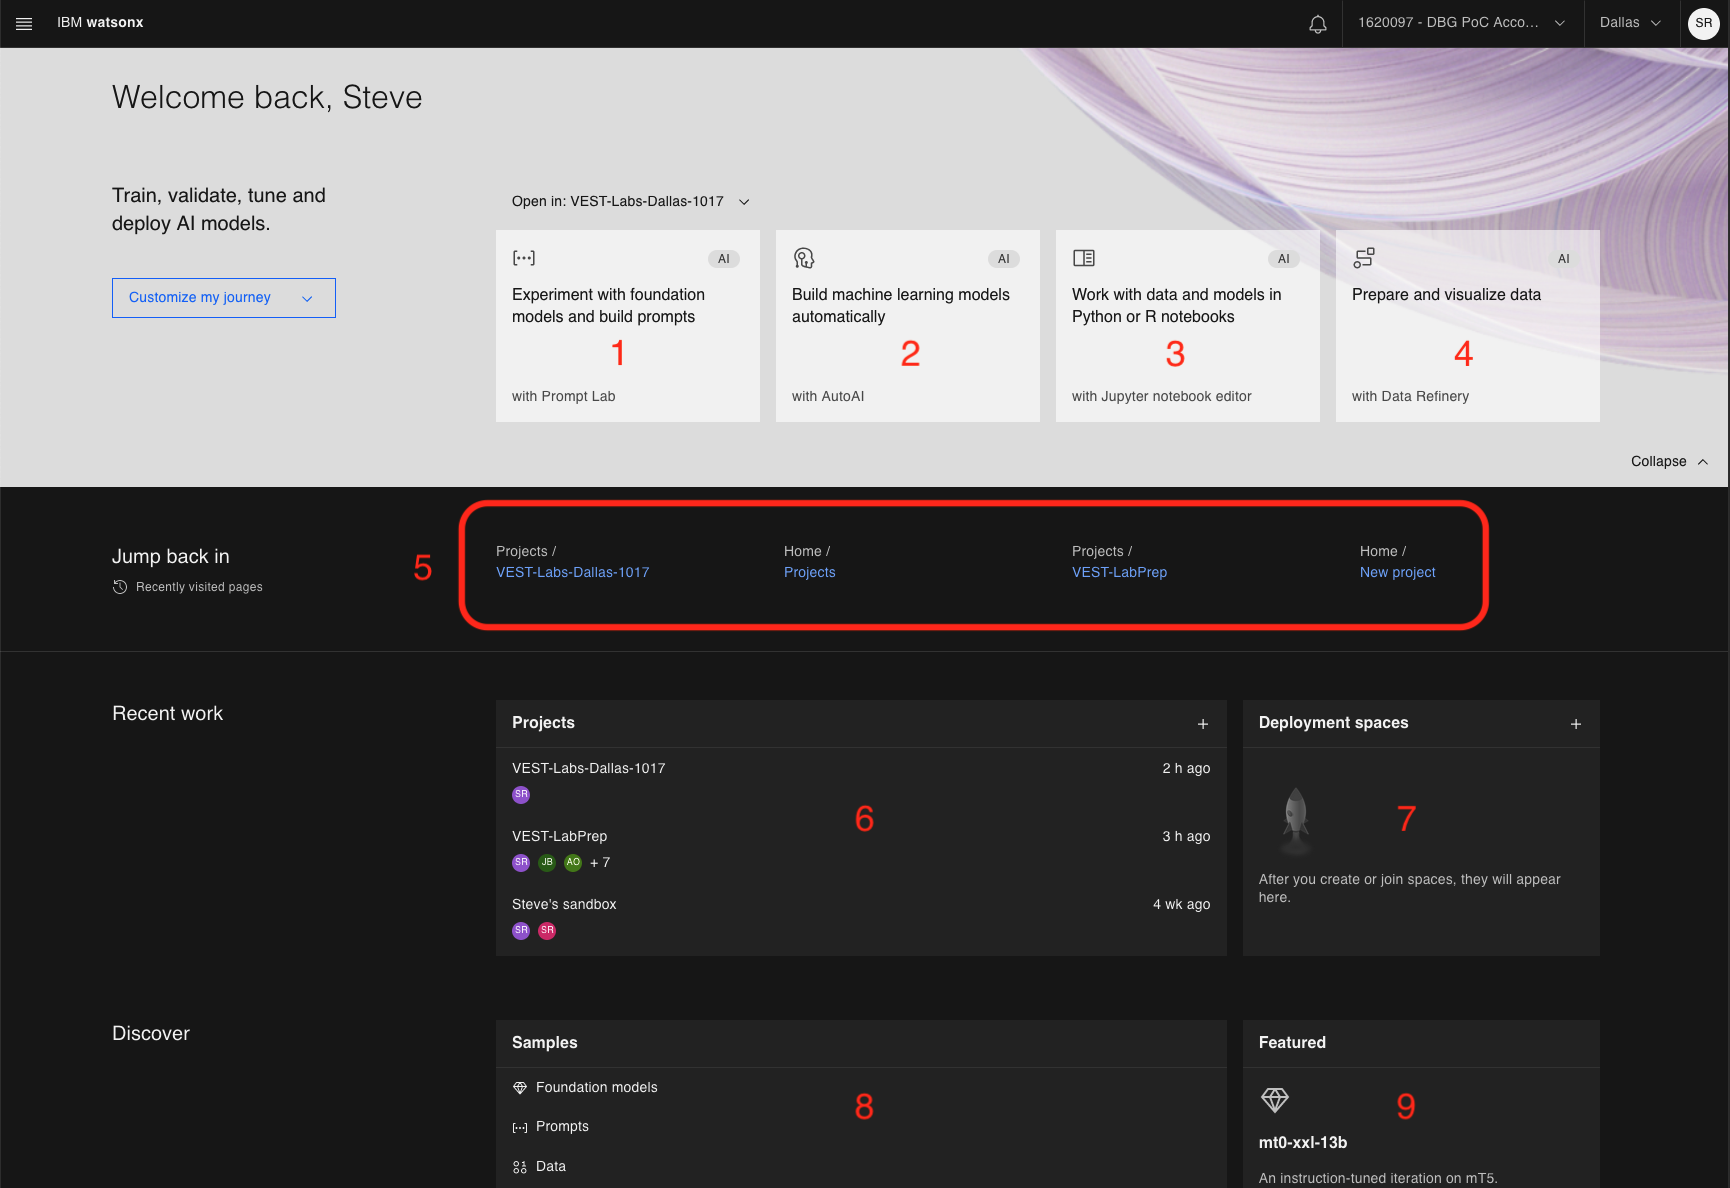 IBM watsonx
1620097 - DBG PoC Acco...
Dallas
SR
Welcome back, Steve
Train, validate, tune and
deploy AI models.
Customize my journey
Open in: VEST-Labs-Dallas-1017
AI
Experiment with foundation
models and build prompts
1
with Prompt Lab
AI
Build machine learning models
automatically
2
with AutoAI
AI
Work with data and models in
Python or R notebooks
3
with Jupyter notebook editor
AI
Prepare and visualize data
4
with Data Refinery
Collapse
Jump back in
Recently visited pages
5
Projects /
VEST-Labs-Dallas-1017
Home /
Projects
Projects /
VEST-LabPrep
Home /
New project
Recent work
Projects +
VEST-Labs-Dallas-1017 2 h ago
SR
6
VEST-LabPrep 3 h ago
SR JB AO + 7
Steve's sandbox 4 wk ago
SR SR
Deployment spaces +
7
After you create or join spaces, they will appear
here.
Discover
Samples
Foundation models
8
Prompts
Data
Featured
9
mt0-xxl-13b
An instruction-tuned iteration on mT5.